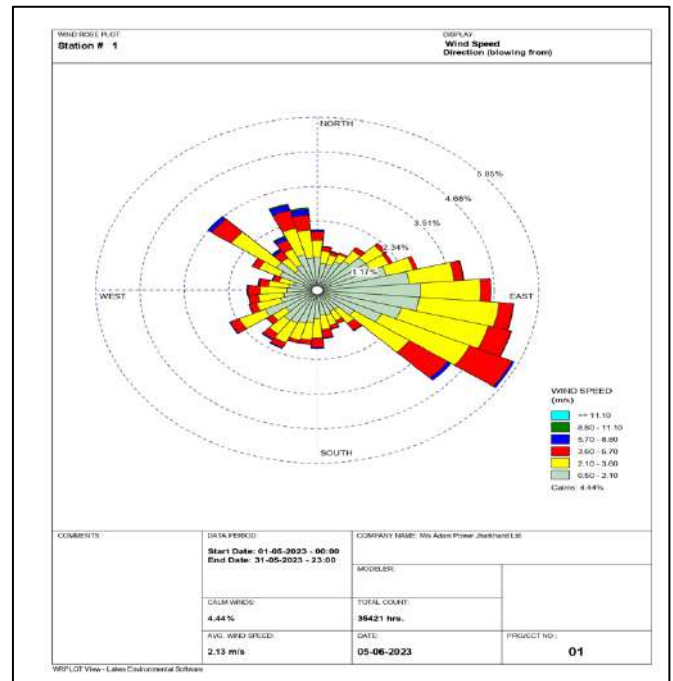 WIND ROSE PLOT:
Station # 1
DISPLAY:
Wind Speed
Direction (blowing from)
NORTH
5.85%
4.68%
3.51%
2.34%
1.17%
WEST
EAST
SOUTH
WIND SPEED
(m/s)
>= 11.10
8.80 - 11.10
5.70 - 8.80
3.60 - 5.70
2.10 - 3.60
0.50 - 2.10
Calms: 4.44%
COMMENTS:
DATA PERIOD:
Start Date: 01-05-2023 - 00:00
End Date: 31-05-2023 - 23:00
COMPANY NAME: M/s Adani Power Jharkhand Ltd.
MODELER:
CALM WINDS:
4.44%
TOTAL COUNT:
35421 hrs.
AVG. WIND SPEED:
2.13 m/s
DATE:
05-06-2023
PROJECT NO.:
01
WRPLOT View - Lakes Environmental Software